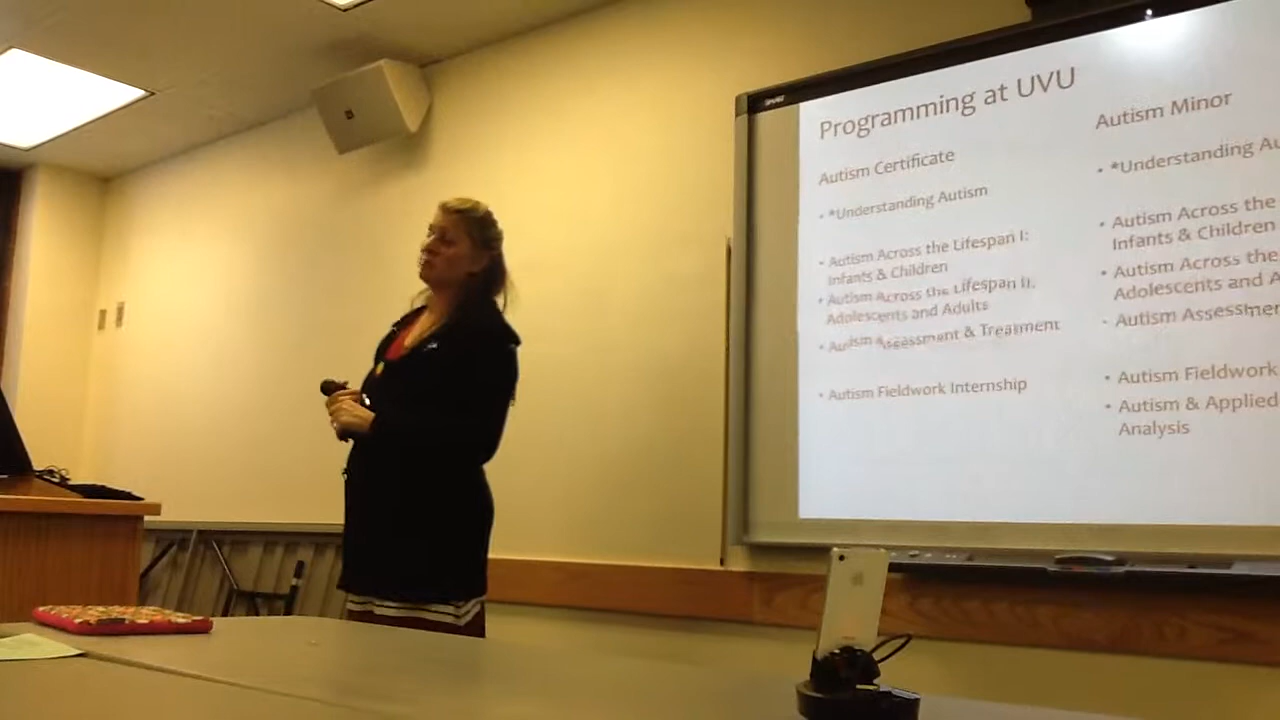 Programming at UVU
Autism Certificate
• *Understanding Autism
• Autism Across the Lifespan I:
Infants & Children
• Autism Across the Lifespan II,
Adolescents and Adults
• Autism Assessment & Treatment
• Autism Fieldwork Internship
Autism Minor
• *Understanding Au
• Autism Across the
Infants & Children
• Autism Across the
Adolescents and A
• Autism Assessmen
• Autism Fieldwork
• Autism & Applied
Analysis